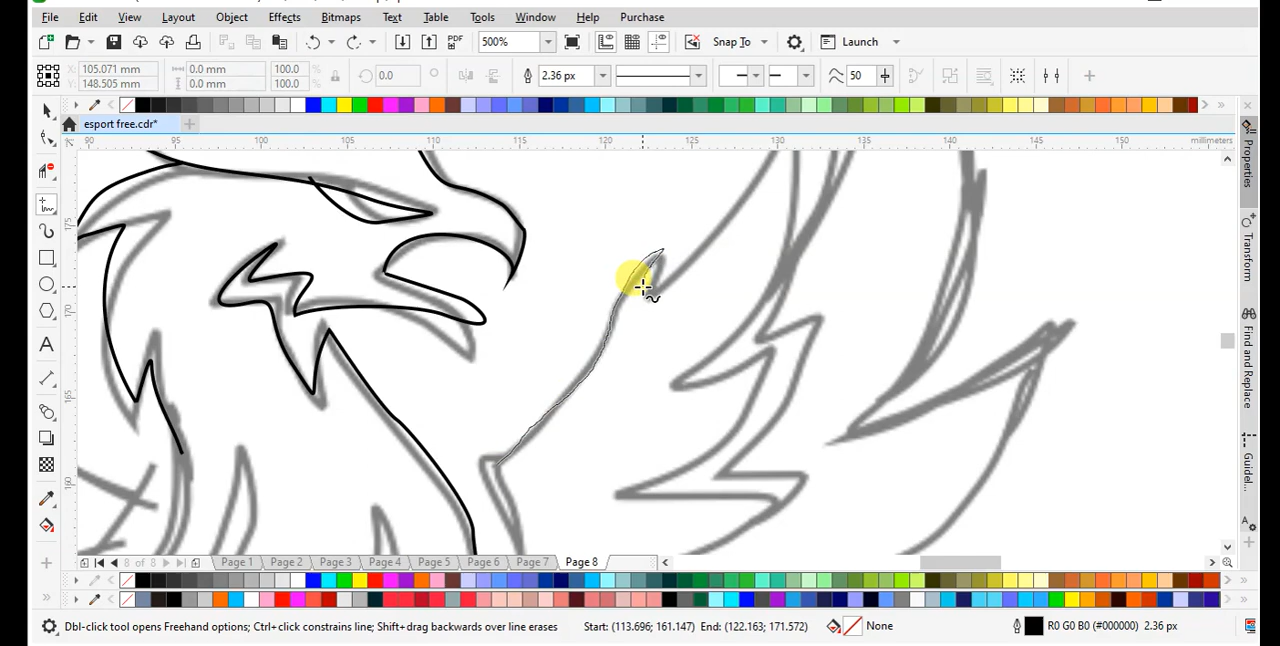 File Edit View Layout Object Effects Bitmaps Text Table Tools Window Help Purchase
PDF 500% Snap To Launch
X: 105.071 mm 0.0 mm 100.0 % 0.0 2.36 px 50
Y: 148.505 mm 0.0 mm 100.0 %
esport free.cdr*
90 95 100 105 110 115 120 125 130 135 140 145 150 millimeters
175
170
165
160
Properties
Transform
Find and Replace
Guidel...
8 of 8 Page 1 Page 2 Page 3 Page 4 Page 5 Page 6 Page 7 Page 8
Dbl-click tool opens Freehand options; Ctrl+click constrains line; Shift+drag backwards over line erases Start: (113.696; 161.147) End: (122.163; 171.572) None R0 G0 B0 (#000000) 2.36 px